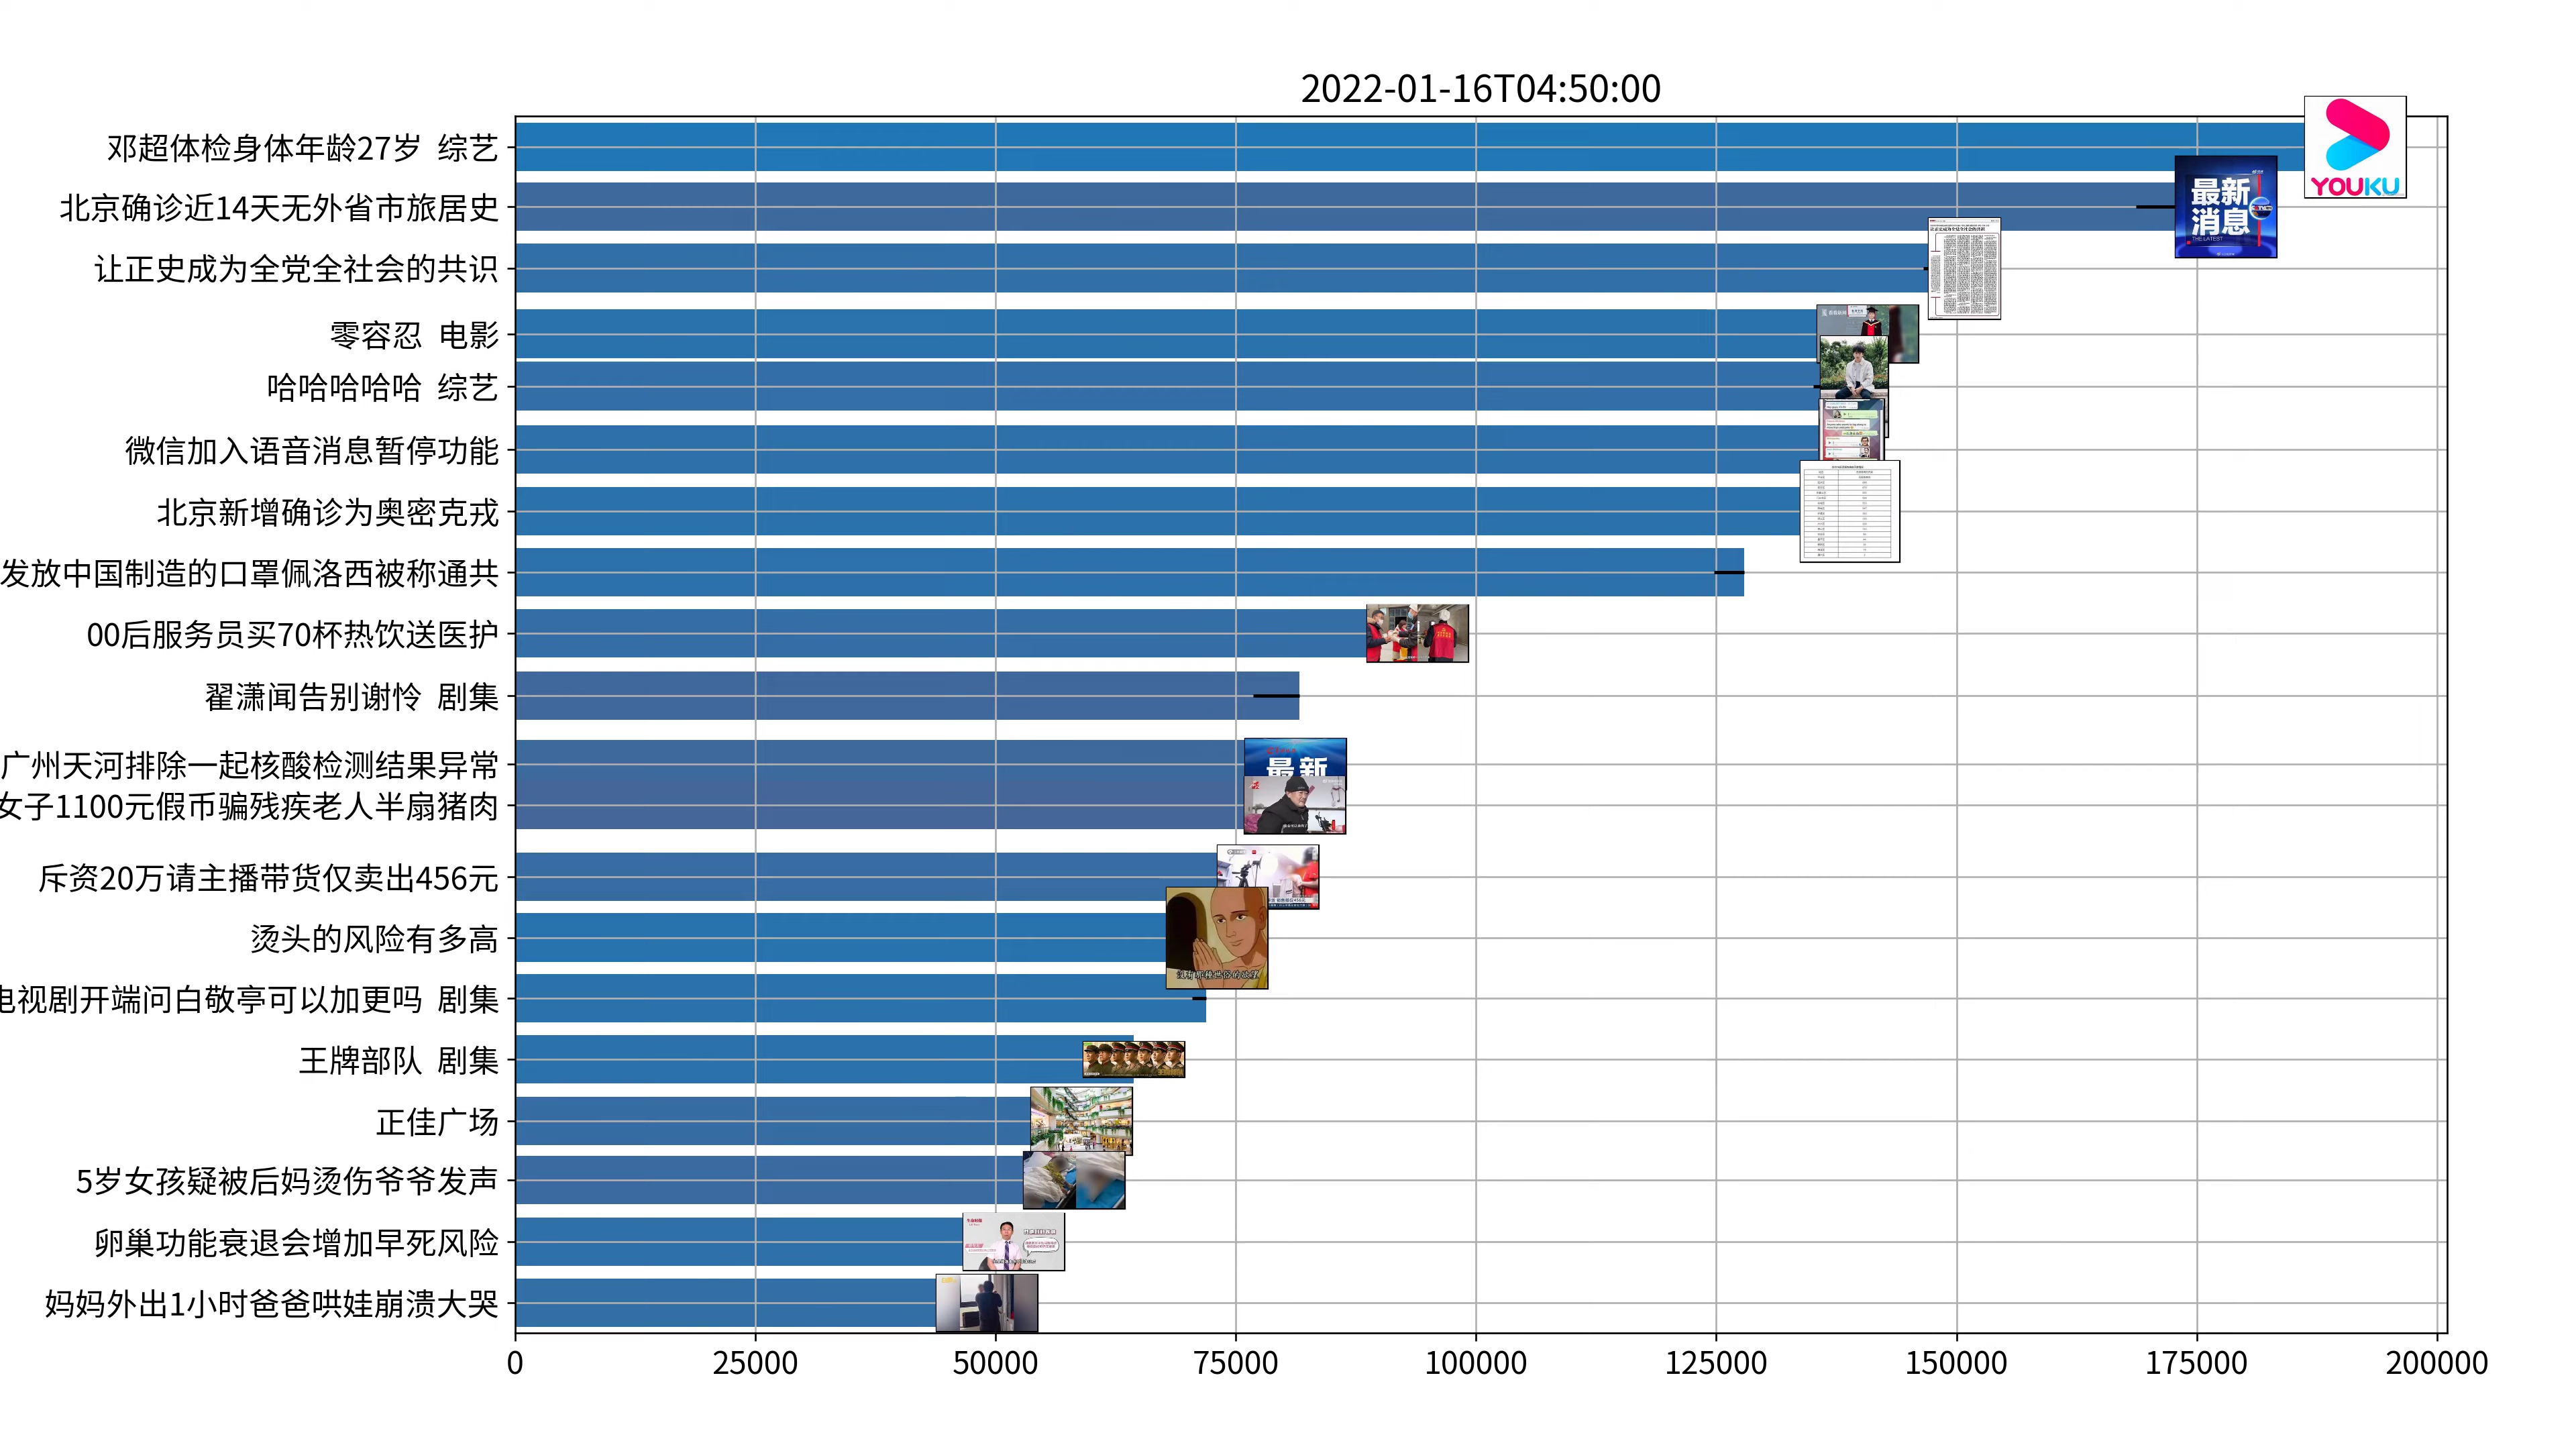 2022-01-16T04:50:00
邓超体检身体年龄27岁 综艺
YOUKU
北京确诊近14天无外省市旅居史
最新
消息
THE LATEST
让正史成为全党全社会的共识
零容忍 电影
哈哈哈哈哈 综艺
微信加入语音消息暂停功能
北京新增确诊为奥密克戎
发放中国制造的口罩佩洛西被称通共
00后服务员买70杯热饮送医护
翟潇闻告别谢怜 剧集
广州天河排除一起核酸检测结果异常
最新
女子1100元假币骗残疾老人半扇猪肉
斥资20万请主播带货仅卖出456元
烫头的风险有多高
没有那种世俗的欲望
电视剧开端问白敬亭可以加更吗 剧集
王牌部队 剧集
正佳广场
5岁女孩疑被后妈烫伤爷爷发声
卵巢功能衰退会增加早死风险
妈妈外出1小时爸爸哄娃崩溃大哭
0 25000 50000 75000 100000 125000 150000 175000 200000